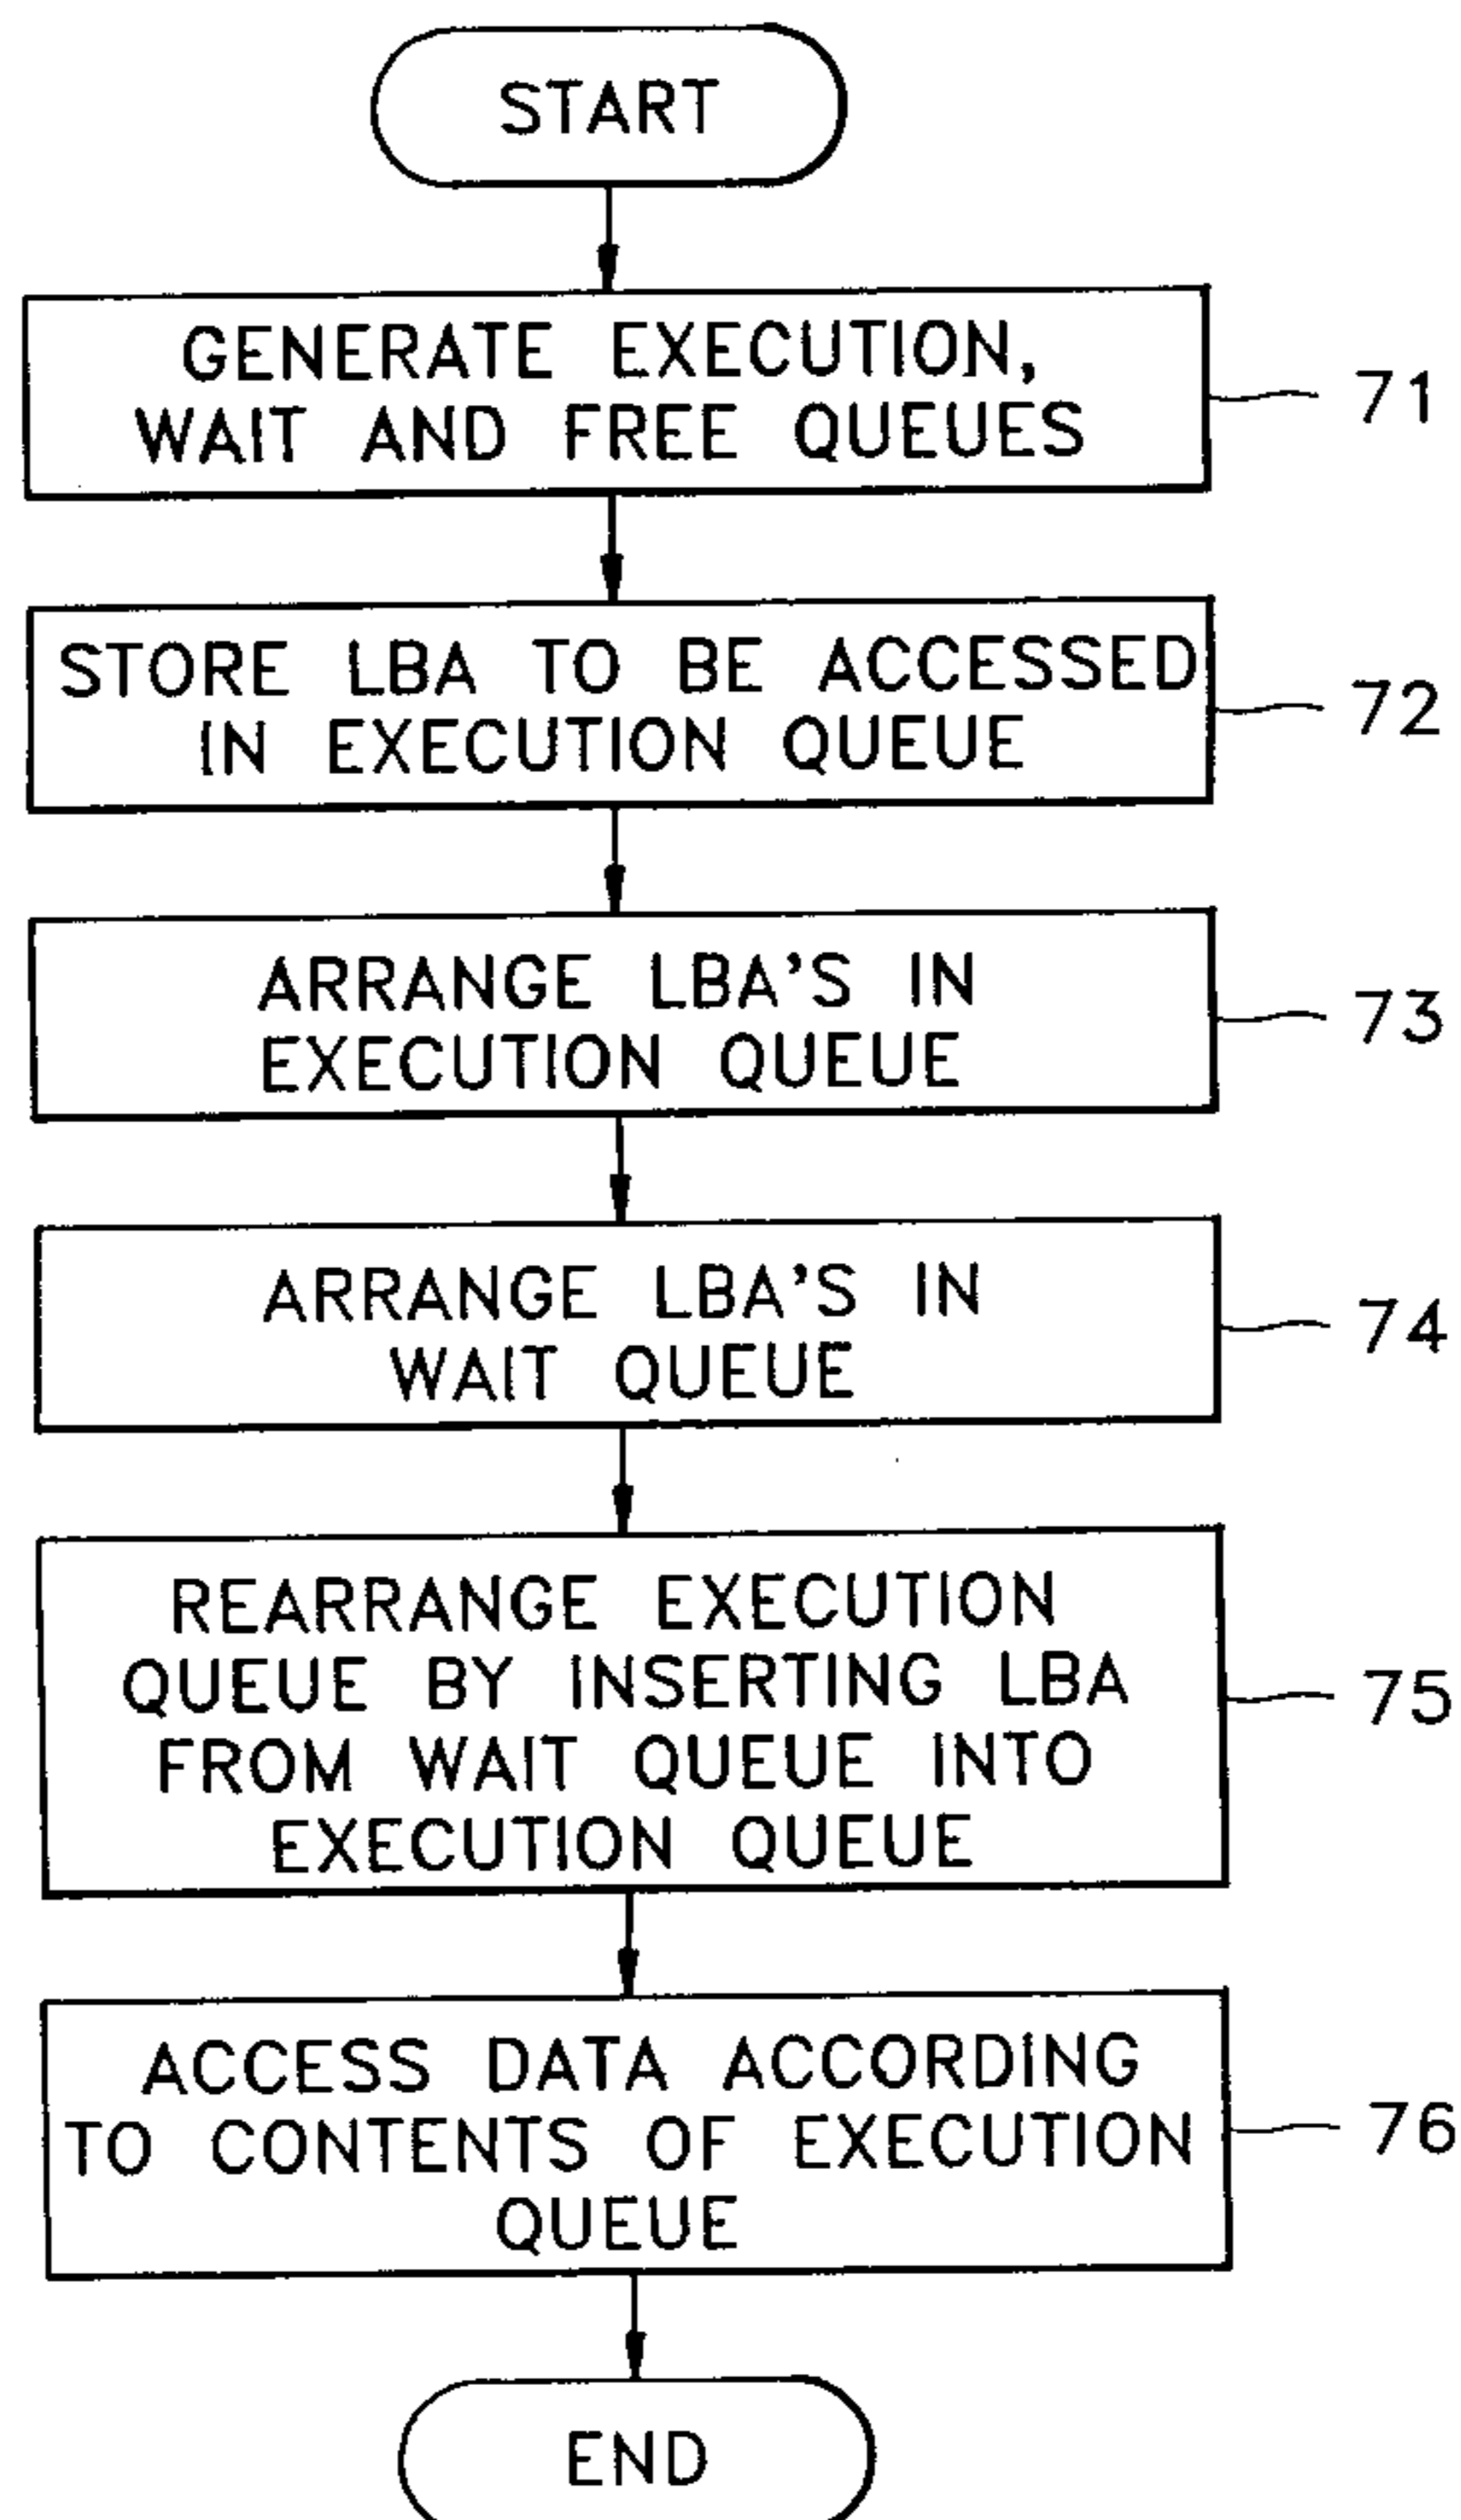 START
GENERATE EXECUTION,
WAIT AND FREE QUEUES
71
STORE LBA TO BE ACCESSED
IN EXECUTION QUEUE
72
ARRANGE LBA'S IN
EXECUTION QUEUE
73
ARRANGE LBA'S IN
WAIT QUEUE
74
REARRANGE EXECUTION
QUEUE BY INSERTING LBA
FROM WAIT QUEUE INTO
EXECUTION QUEUE
75
ACCESS DATA ACCORDING
TO CONTENTS OF EXECUTION
QUEUE
76
END